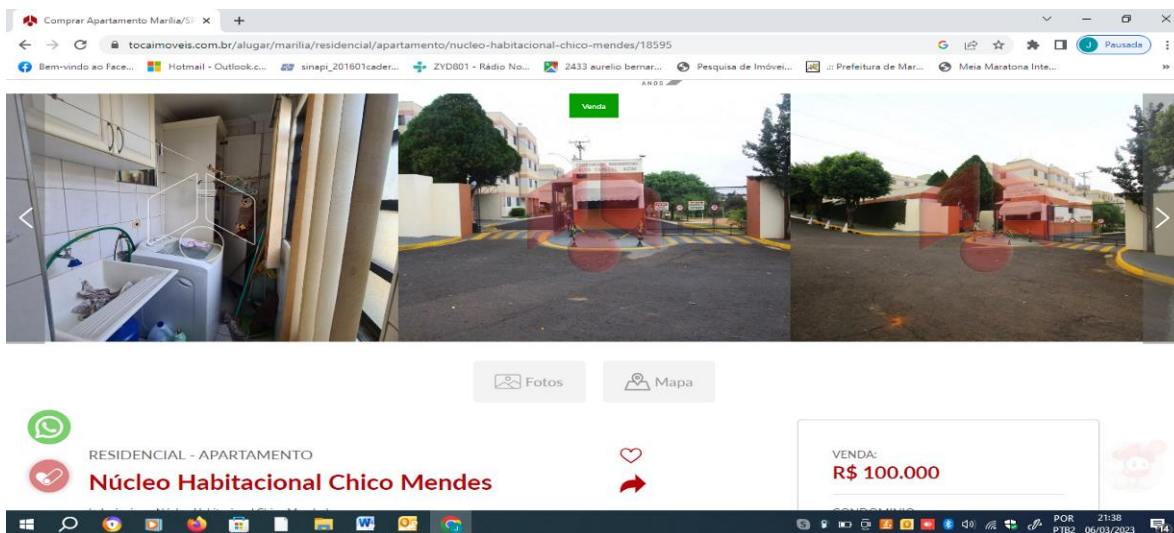 Comprar Apartamento Marília/SP
tocaimoveis.com.br/alugar/marilia/residencial/apartamento/nucleo-habitacional-chico-mendes/18595
J Pausada
Bem-vindo ao Face... Hotmail - Outlook.c... sinapi_201601cader... ZYD801 - Rádio No... 2433 aurelio bernar... Pesquisa de Imóvei... .:: Prefeitura de Mar... Meia Maratona Inte...
ANOS
Venda
Fotos Mapa
RESIDENCIAL - APARTAMENTO
Núcleo Habitacional Chico Mendes
VENDA:
R$ 100.000
CONDOMINIO
POR 21:38
PTB2 06/03/2023